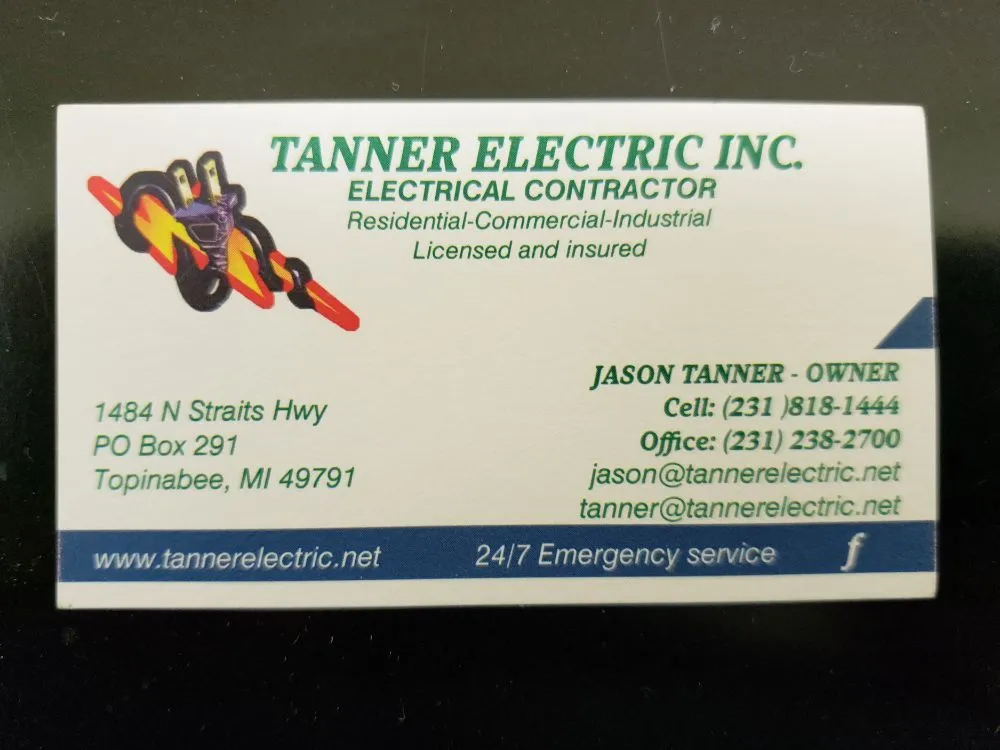 TANNER ELECTRIC INC.
ELECTRICAL CONTRACTOR
Residential-Commercial-Industrial
Licensed and insured
JASON TANNER - OWNER
Cell: (231 )818-1444
Office: (231) 238-2700
jason@tannerelectric.net
tanner@tannerelectric.net
1484 N Straits Hwy
PO Box 291
Topinabee, MI 49791
www.tannerelectric.net
24/7 Emergency service
f